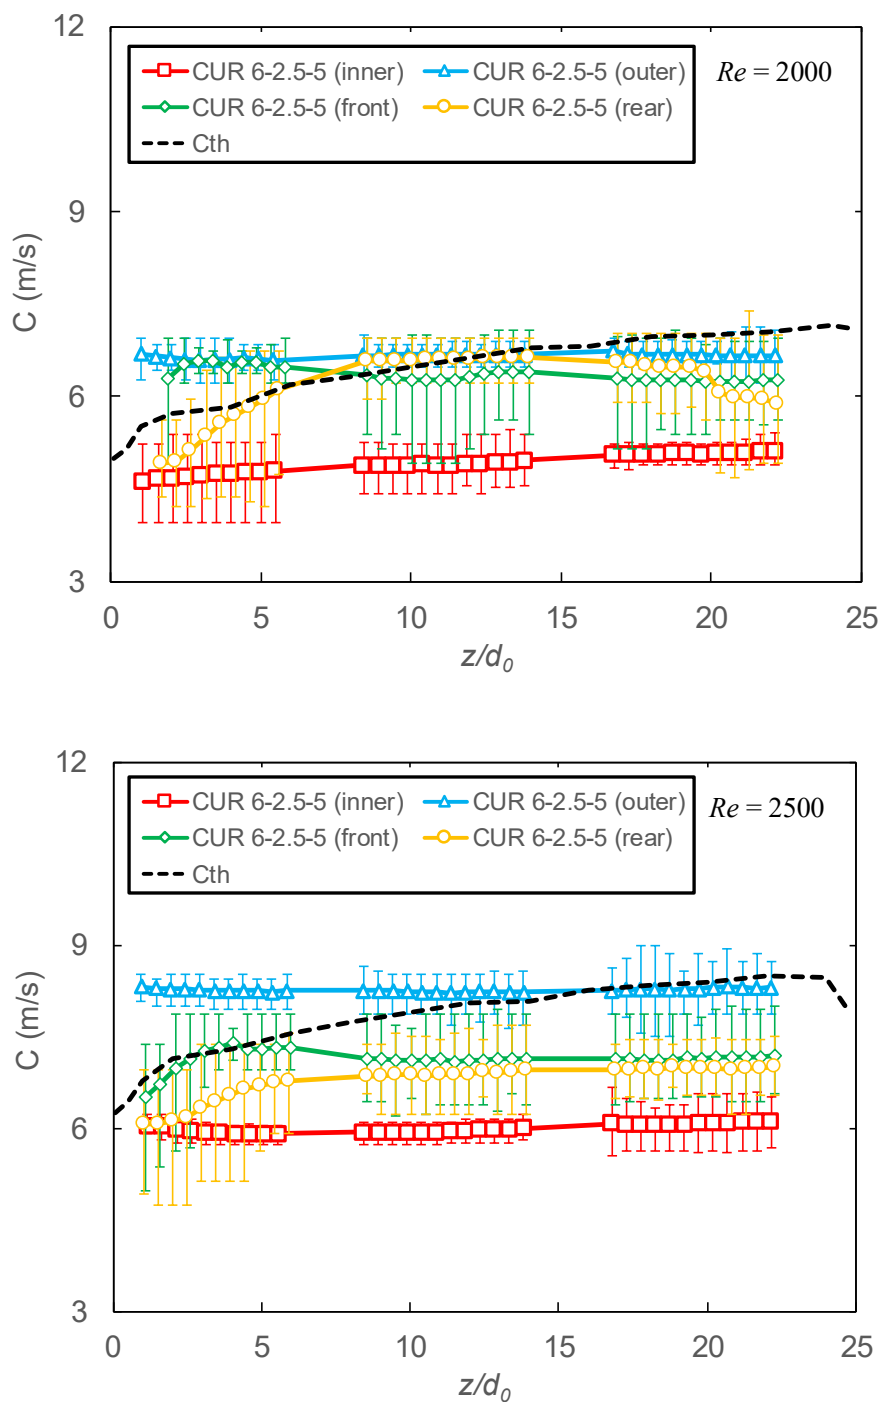 12
CUR 6-2.5-5 (inner) CUR 6-2.5-5 (outer) Re = 2000
CUR 6-2.5-5 (front) CUR 6-2.5-5 (rear)
Cth
9
C (m/s)
6
3
0 5 10 15 20 25
z/d0
12
CUR 6-2.5-5 (inner) CUR 6-2.5-5 (outer) Re = 2500
CUR 6-2.5-5 (front) CUR 6-2.5-5 (rear)
Cth
9
C (m/s)
6
3
0 5 10 15 20 25
z/d0